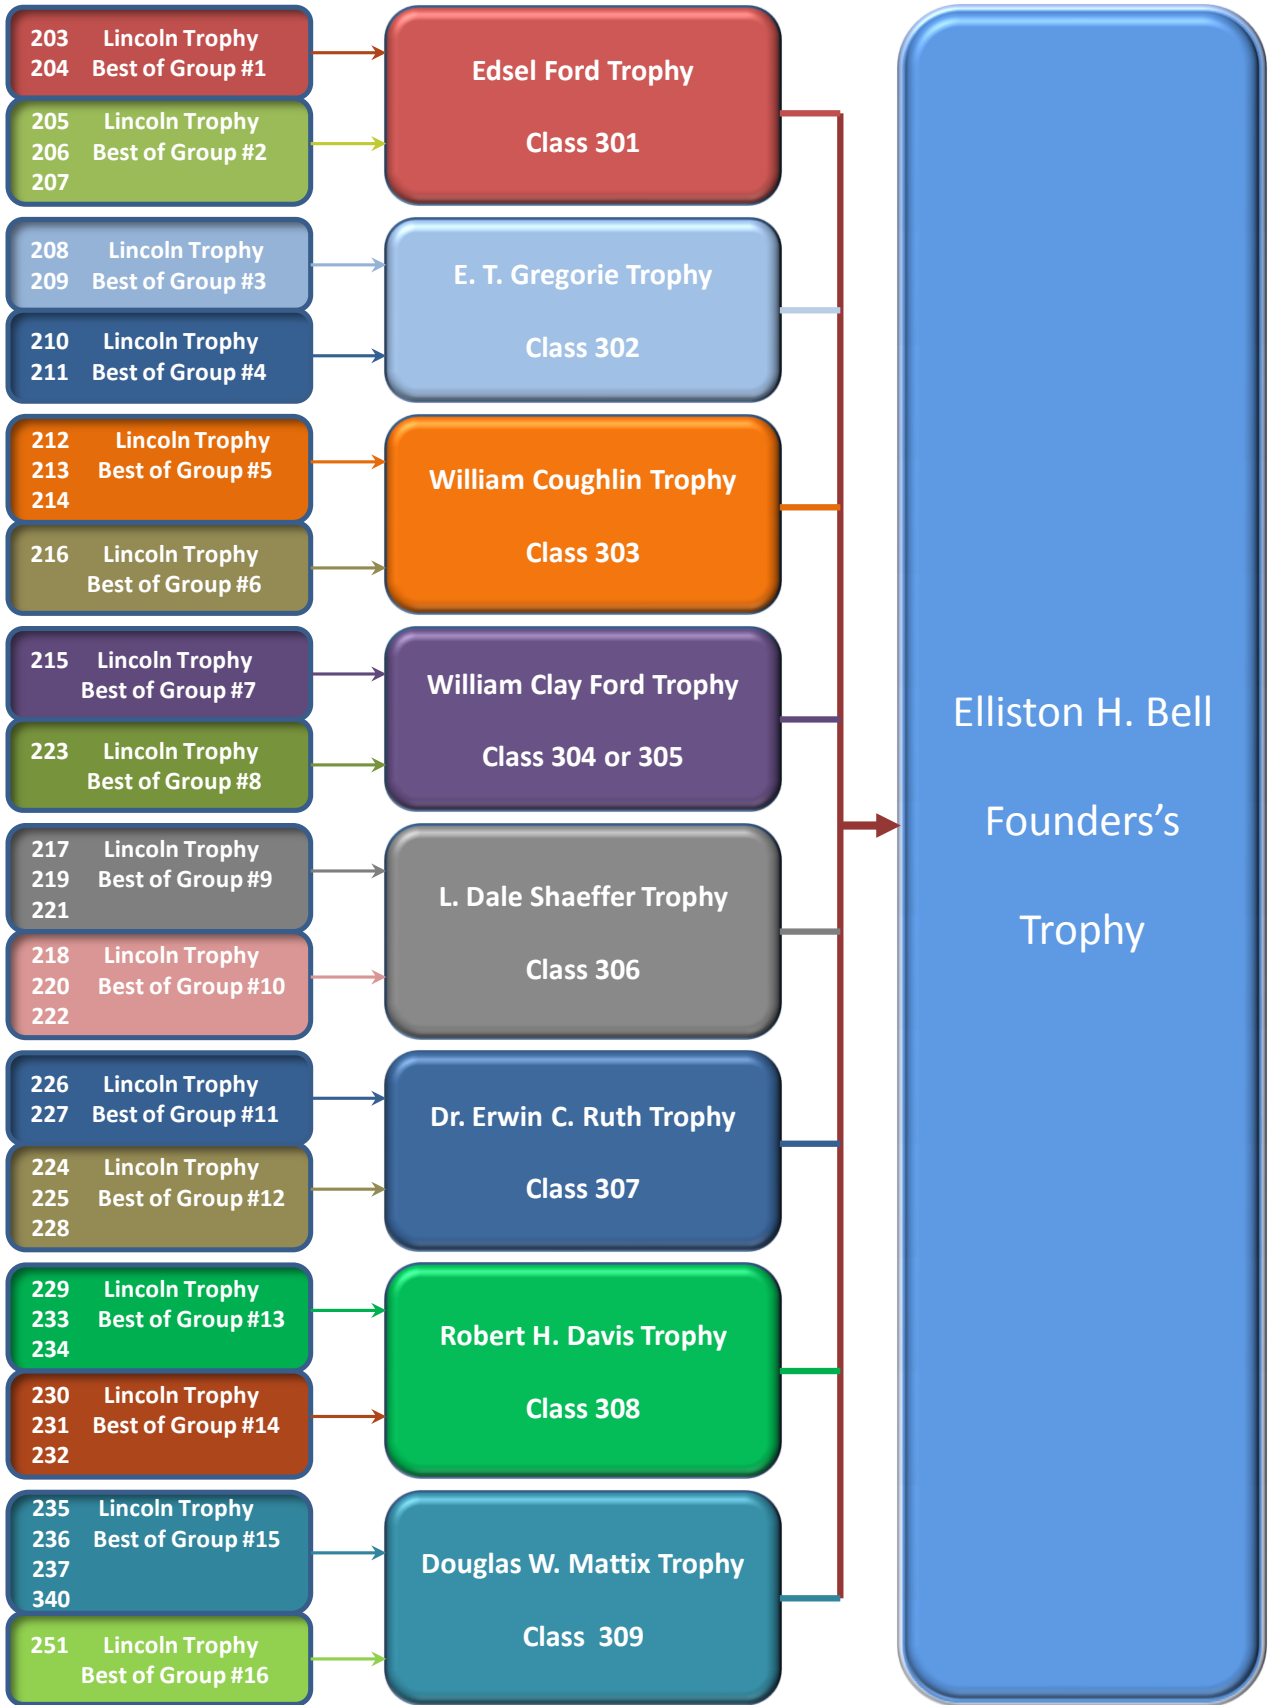 203 Lincoln Trophy
204 Best of Group #1
205 Lincoln Trophy
206 Best of Group #2
207
Edsel Ford Trophy
Class 301
208 Lincoln Trophy
209 Best of Group #3
210 Lincoln Trophy
211 Best of Group #4
E. T. Gregorie Trophy
Class 302
212 Lincoln Trophy
213 Best of Group #5
214
216 Lincoln Trophy
Best of Group #6
William Coughlin Trophy
Class 303
215 Lincoln Trophy
Best of Group #7
223 Lincoln Trophy
Best of Group #8
William Clay Ford Trophy
Class 304 or 305
217 Lincoln Trophy
219 Best of Group #9
221
218 Lincoln Trophy
220 Best of Group #10
222
L. Dale Shaeffer Trophy
Class 306
226 Lincoln Trophy
227 Best of Group #11
224 Lincoln Trophy
225 Best of Group #12
228
Dr. Erwin C. Ruth Trophy
Class 307
229 Lincoln Trophy
233 Best of Group #13
234
230 Lincoln Trophy
231 Best of Group #14
232
Robert H. Davis Trophy
Class 308
235 Lincoln Trophy
236 Best of Group #15
237
340
251 Lincoln Trophy
Best of Group #16
Douglas W. Mattix Trophy
Class 309
Elliston H. Bell
Founders's
Trophy